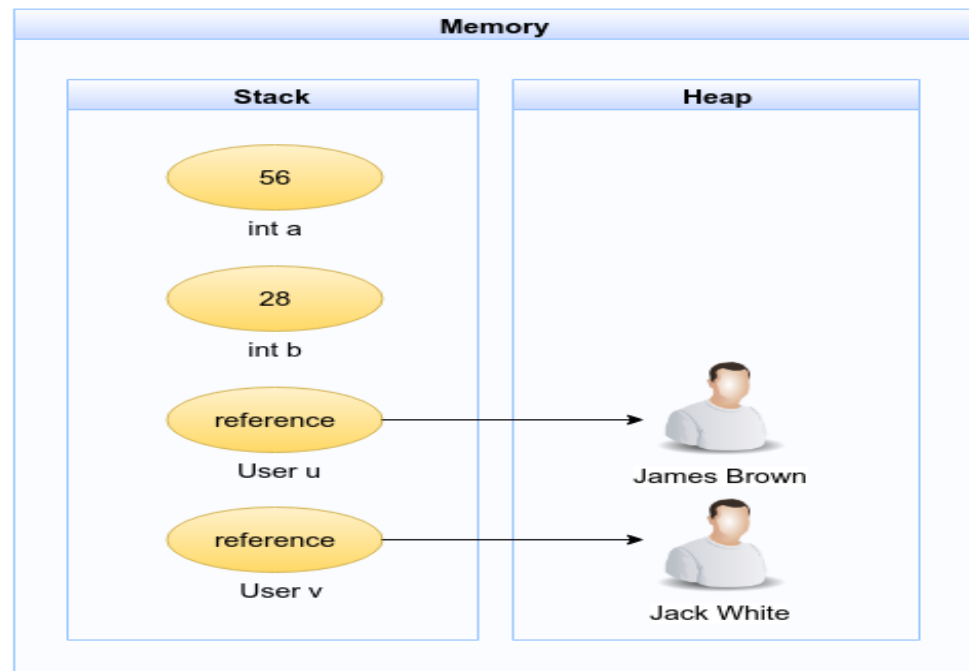 Memory
Stack
56
int a
28
int b
reference
User u
reference
User v
Heap
James Brown
Jack White